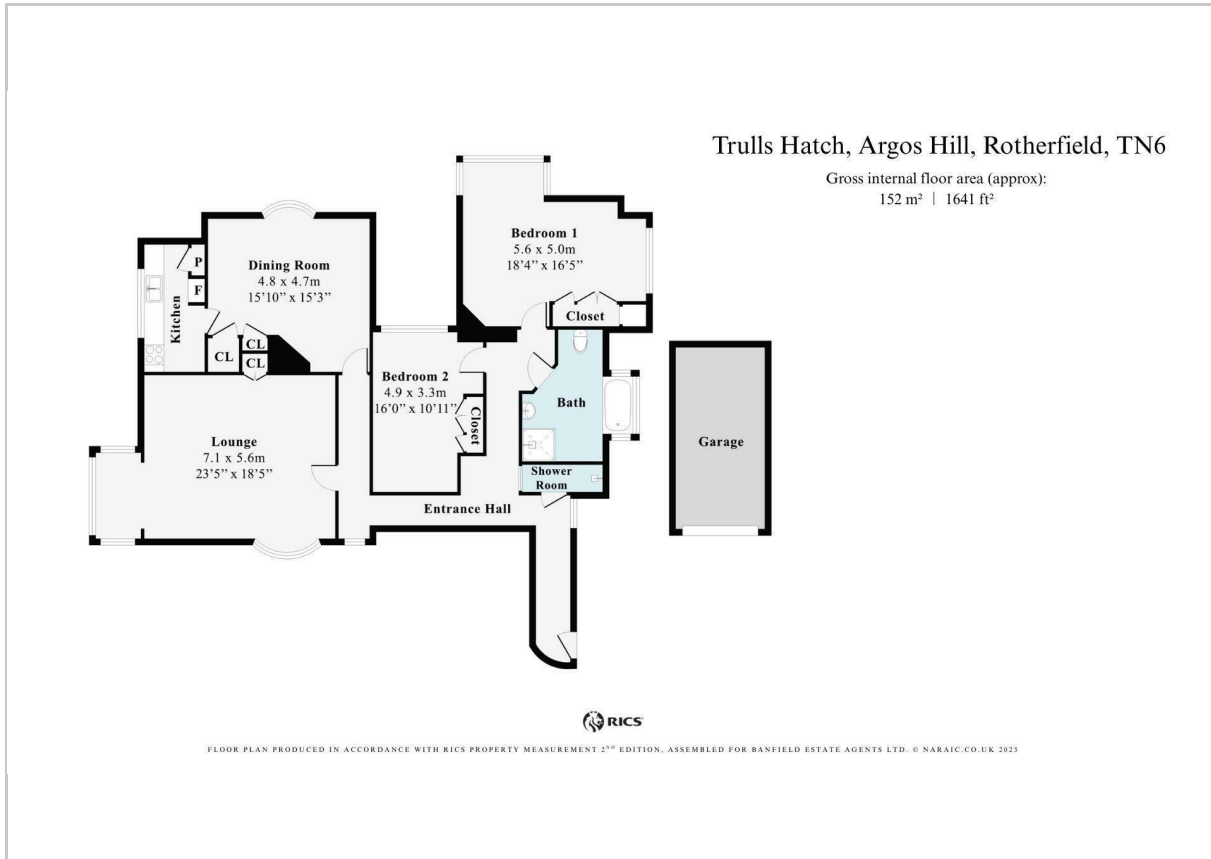 Trulls Hatch, Argos Hill, Rotherfield, TN6
Gross internal floor area (approx):
152 m² | 1641 ft²
Bedroom 1
5.6 x 5.0m
18'4’’ x 16'5’’
Closet
Dining Room
4.8 x 4.7m
15'10’’ x 15'3’’
P
F
Kitchen
CL
CL
CL
Bedroom 2
4.9 x 3.3m
16'0’’ x 10'11’’
Closet
Bath
Lounge
7.1 x 5.6m
23'5’’ x 18'5’’
Shower
Room
Entrance Hall
Garage
RICS
FLOOR PLAN PRODUCED IN ACCORDANCE WITH RICS PROPERTY MEASUREMENT 2ND EDITION, ASSEMBLED FOR BANFIELD ESTATE AGENTS LTD. © NARAIC.CO.UK 2025